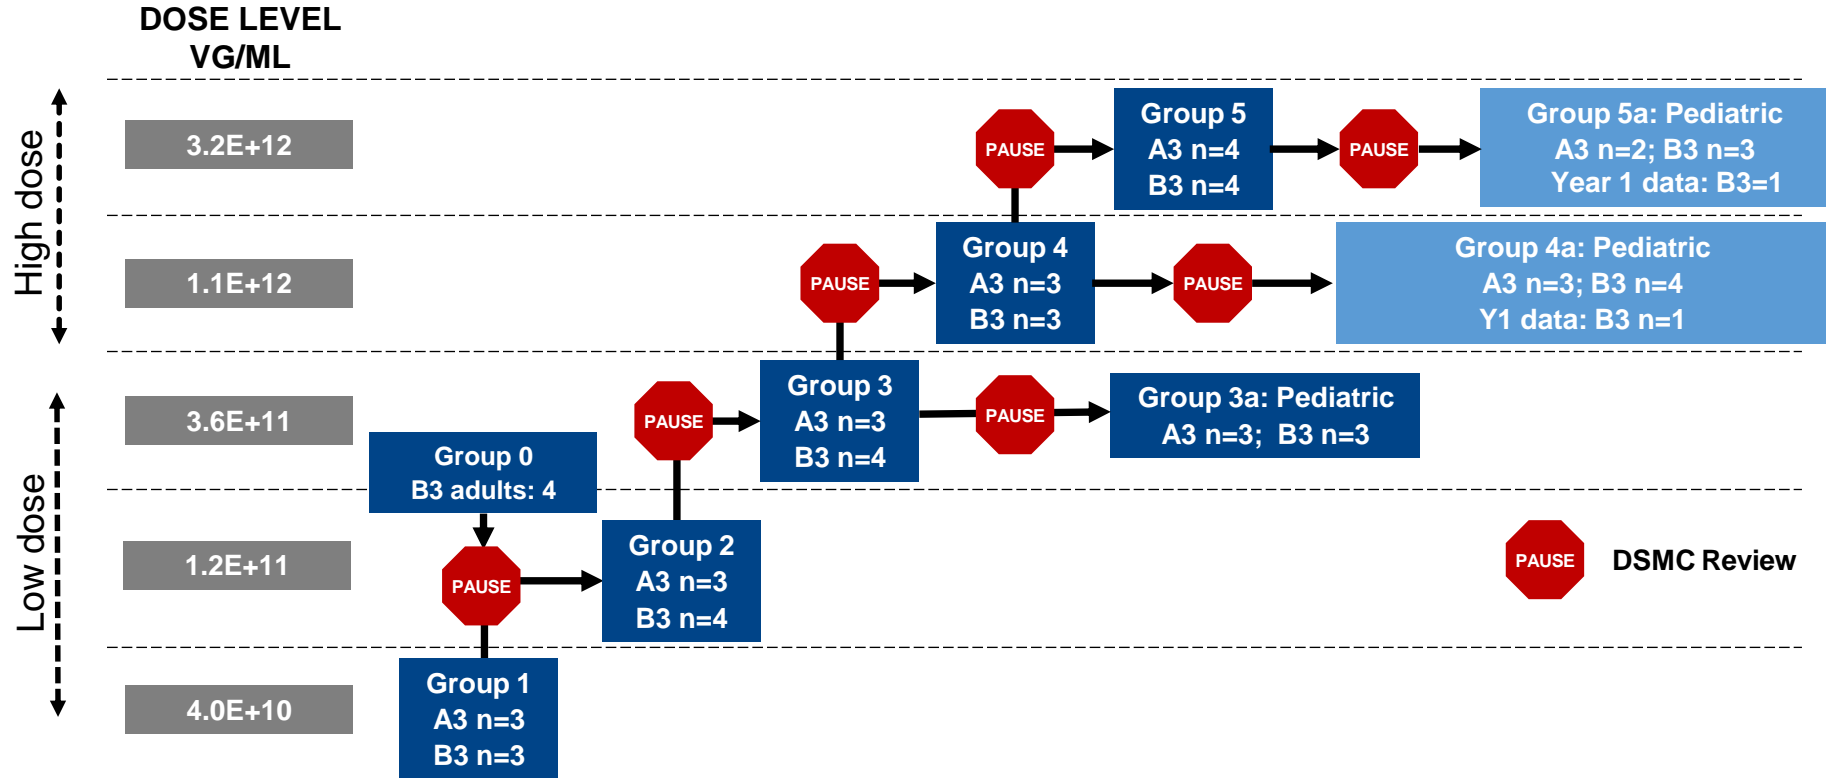 DOSE LEVEL
VG/ML
High dose
3.2E+12
PAUSE
Group 5
A3 n=4
B3 n=4
PAUSE
Group 5a: Pediatric
A3 n=2; B3 n=3
Year 1 data: B3=1
1.1E+12
PAUSE
Group 4
A3 n=3
B3 n=3
PAUSE
Group 4a: Pediatric
A3 n=3; B3 n=4
Y1 data: B3 n=1
Low dose
3.6E+11
PAUSE
Group 3
A3 n=3
B3 n=4
PAUSE
Group 3a: Pediatric
A3 n=3; B3 n=3
Group 0
B3 adults: 4
1.2E+11
PAUSE
Group 2
A3 n=3
B3 n=4
PAUSE
DSMC Review
4.0E+10
Group 1
A3 n=3
B3 n=3